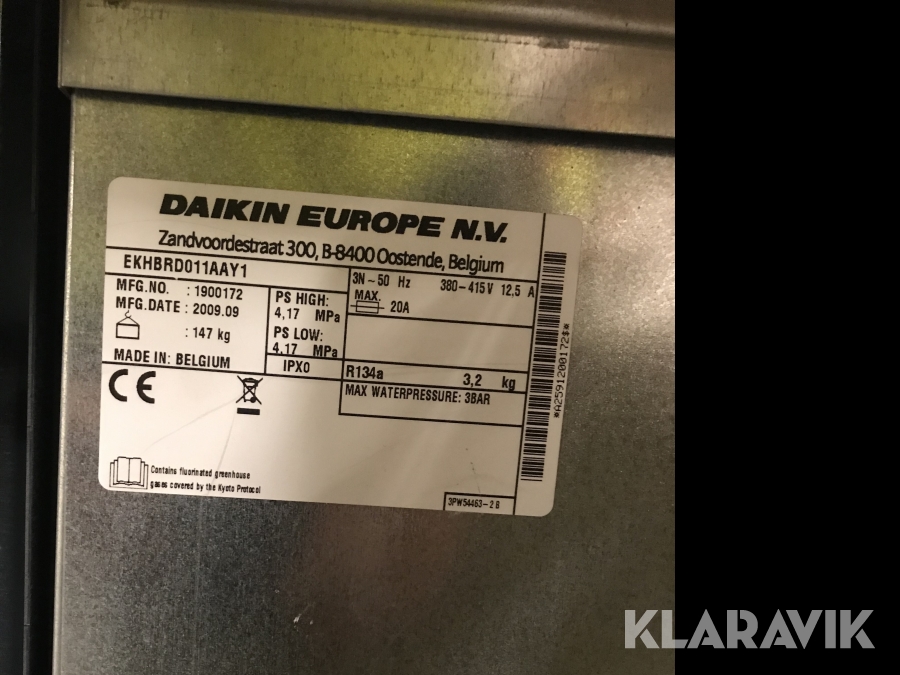 DAIKIN EUROPE N.V.
Zandvoordestraat 300, B-8400 Oostende, Belgium
EKHBRD011AAY1
MFG.NO. : 1900172
MFG.DATE : 2009.09
: 147 kg
MADE IN: BELGIUM
PS HIGH:
4,17 MPa
PS LOW:
4,17 MPa
IPX0
3N~50 Hz 380-415V 12,5 A
MAX.
20A
R134a 3,2 kg
MAX WATERPRESSURE: 3BAR
CE
Contains fluorinated greenhouse
gases covered by the Kyoto Protocol
3PW54463-2B
*A2591200172$*
KLARAVIK